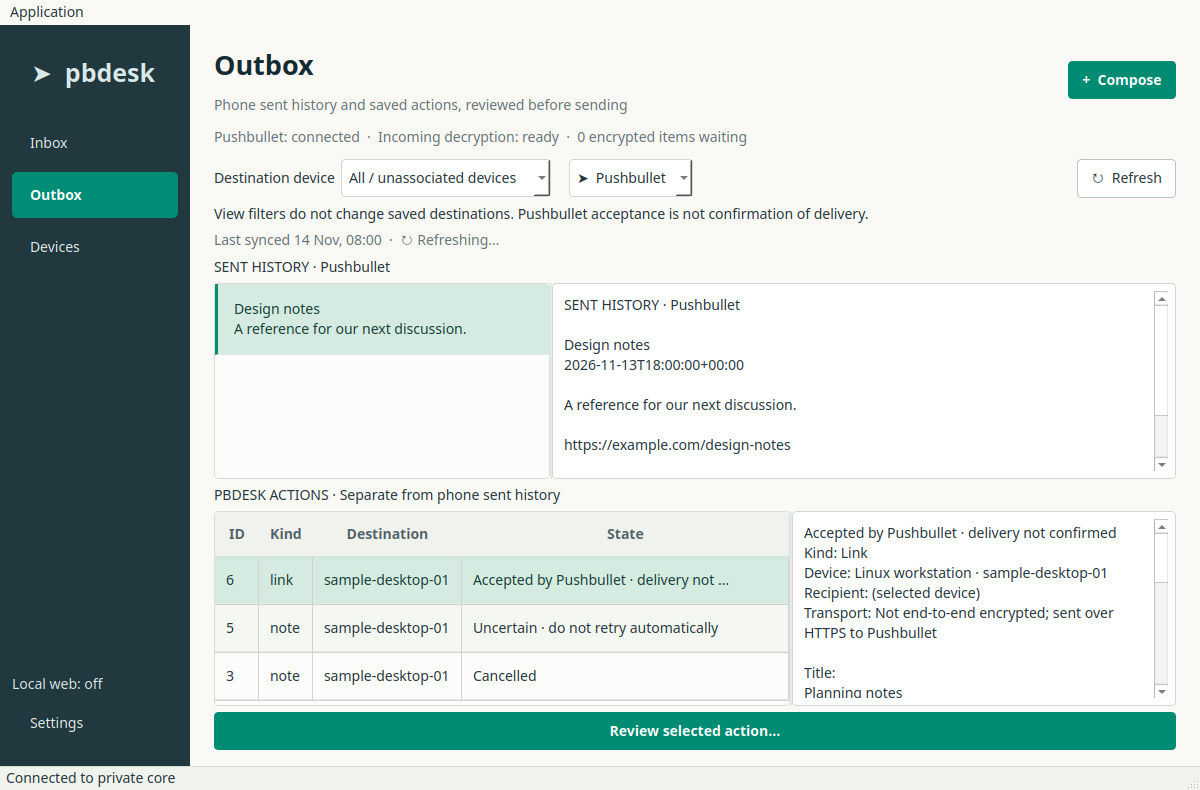 Application
➤ pbdesk
Inbox
Outbox
Devices
Local web: off
Settings
Outbox
+ Compose
Phone sent history and saved actions, reviewed before sending
Pushbullet: connected · Incoming decryption: ready · 0 encrypted items waiting
Destination device All / unassociated devices ➤ Pushbullet ↻ Refresh
View filters do not change saved destinations. Pushbullet acceptance is not confirmation of delivery.
Last synced 14 Nov, 08:00 · ↻ Refreshing...
SENT HISTORY · Pushbullet
Design notes
A reference for our next discussion.
SENT HISTORY · Pushbullet
Design notes
2026-11-13T18:00:00+00:00
A reference for our next discussion.
https://example.com/design-notes
PBDESK ACTIONS · Separate from phone sent history
ID Kind Destination State
6 link sample-desktop-01 Accepted by Pushbullet · delivery not ...
5 note sample-desktop-01 Uncertain · do not retry automatically
3 note sample-desktop-01 Cancelled
Accepted by Pushbullet · delivery not confirmed
Kind: Link
Device: Linux workstation · sample-desktop-01
Recipient: (selected device)
Transport: Not end-to-end encrypted; sent over
HTTPS to Pushbullet
Title:
Planning notes
Review selected action...
Connected to private core